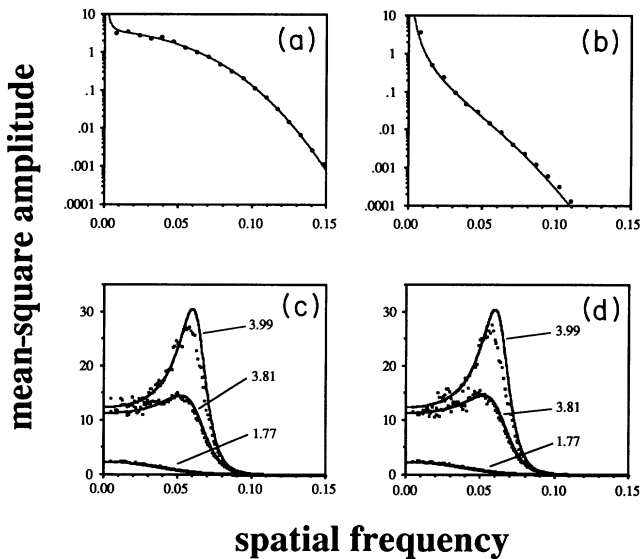 mean-square amplitude
(a)
10
1
.1
.01
.001
.0001
0.00 0.05 0.10 0.15
(b)
10
1
.1
.01
.001
.0001
0.00 0.05 0.10 0.15
(c)
30
20
10
0
3.99
3.81
1.77
0.00 0.05 0.10 0.15
(d)
30
20
10
0
3.99
3.81
1.77
0.00 0.05 0.10 0.15
spatial frequency